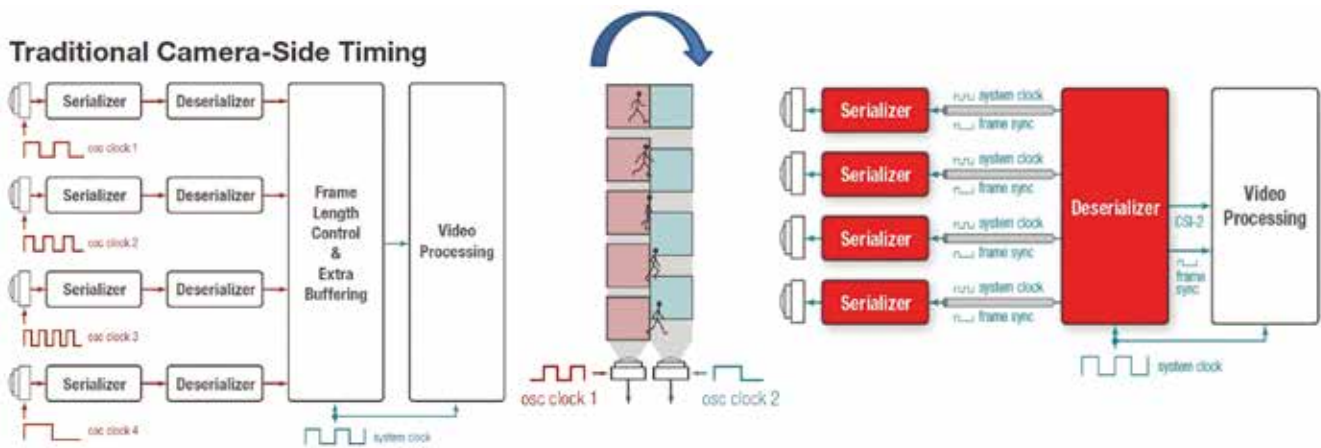 Traditional Camera-Side Timing
Serializer
Deserializer
osc clock 1
Serializer
Deserializer
osc clock 2
Serializer
Deserializer
osc clock 3
Serializer
Deserializer
osc clock 4
Frame
Length
Control
&
Extra
Buffering
Video
Processing
system clock
osc clock 1
osc clock 2
Serializer
system clock
frame sync
Serializer
system clock
frame sync
Serializer
system clock
frame sync
Serializer
system clock
frame sync
Deserializer
CSI-2
frame
sync
Video
Processing
system clock